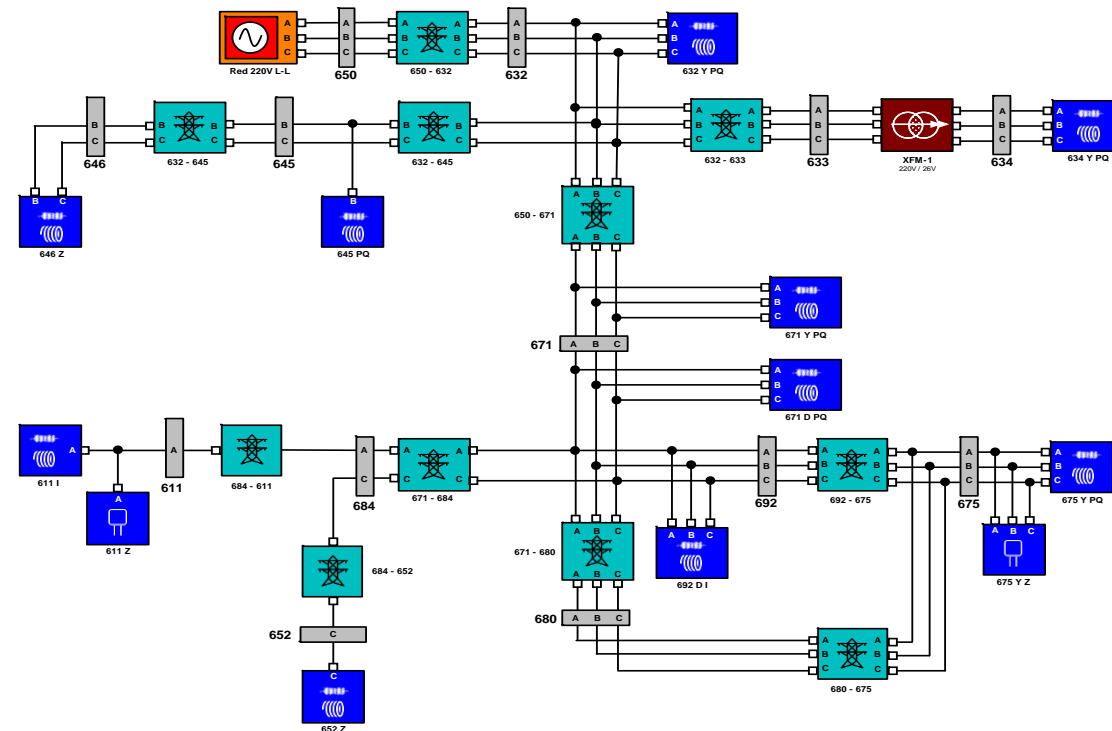 A A A A A A
B B B B B B
C C C C C C
Red 220V L-L
650
650 - 632
632
632 Y PQ
B B B B B B B
C C C C C C C
A A A A A
B B B B B
C C C C C
646
632 - 645
645
632 - 645
632 - 633
633
XFM-1
220V / 26V
634
634 Y PQ
B C
646 Z
B
645 PQ
A B C
650 - 671
A B C
A
B
C
671 Y PQ
671
A B C
A
B
C
671 D PQ
A A A A A A A A A A
B B B B B
C C C C C C C C
611 I
611
684 - 611
684
671 - 684
692
692 - 675
675
675 Y PQ
A
611 Z
684 - 652
A B C
671 - 680
A B C
A B C
692 D I
A B C
675 Y Z
652
C
680
A B C
A A
B B
C C
680 - 675
C
652 Z